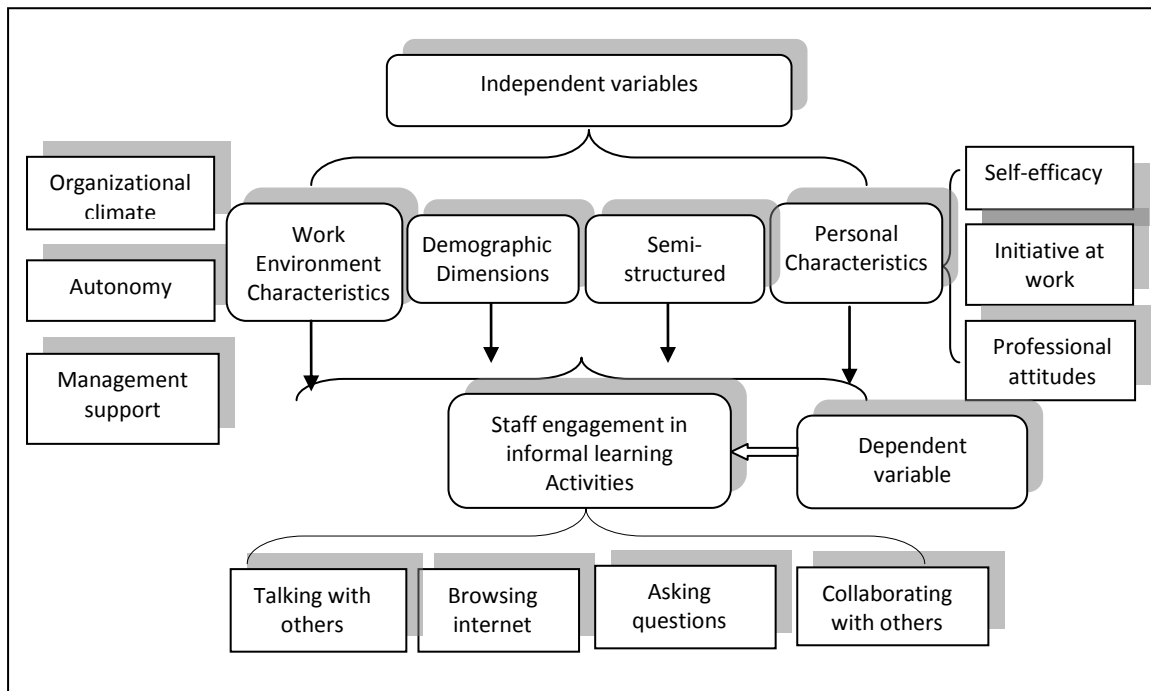 Independent variables
Organizational
climate
Autonomy
Management
support
Work
Environment
Characteristics
Demographic
Dimensions
Semi-
structured
Personal
Characteristics
Self-efficacy
Initiative at
work
Professional
attitudes
Staff engagement in
informal learning
Activities
Dependent
variable
Talking with
others
Browsing
internet
Asking
questions
Collaborating
with others